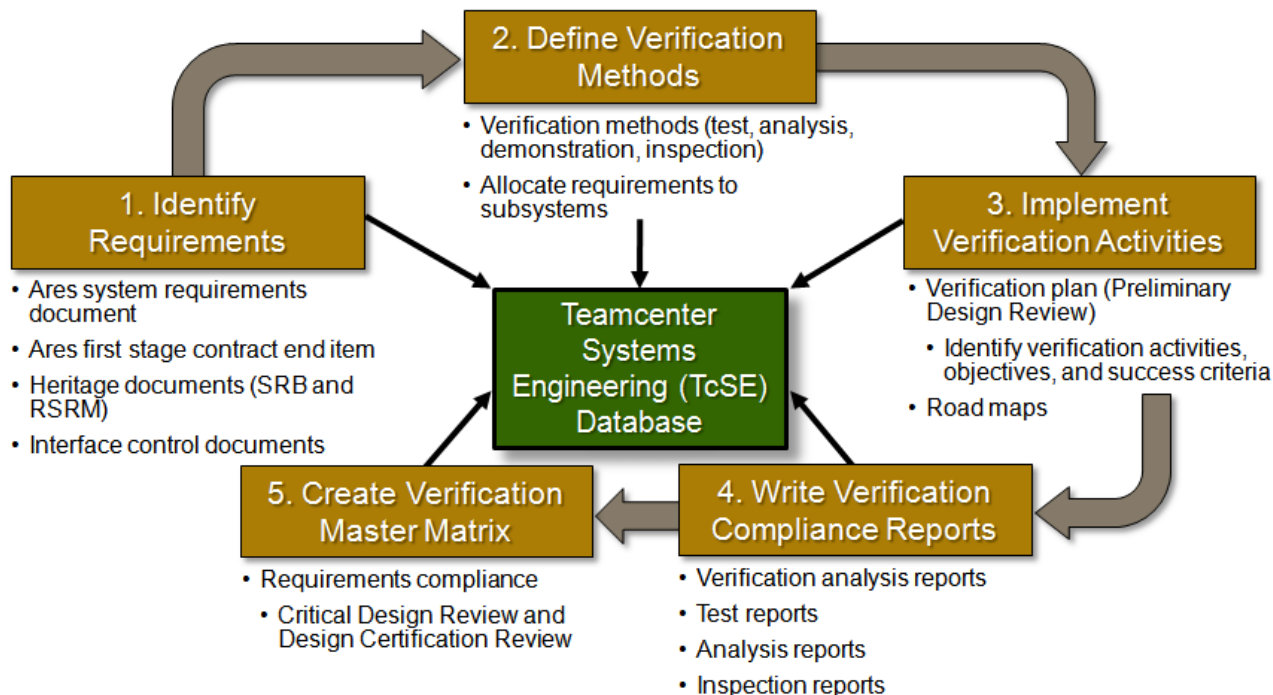 2. Define Verification
Methods
• Verification methods (test, analysis,
demonstration, inspection)
• Allocate requirements to
subsystems
1. Identify
Requirements
• Ares system requirements
document
• Ares first stage contract end item
• Heritage documents (SRB and
RSRM)
• Interface control documents
3. Implement
Verification Activities
• Verification plan (Preliminary
Design Review)
• Identify verification activities,
objectives, and success criteria
• Road maps
Teamcenter
Systems
Engineering (TcSE)
Database
5. Create Verification
Master Matrix
• Requirements compliance
• Critical Design Review and
Design Certification Review
4. Write Verification
Compliance Reports
• Verification analysis reports
• Test reports
• Analysis reports
• Inspection reports